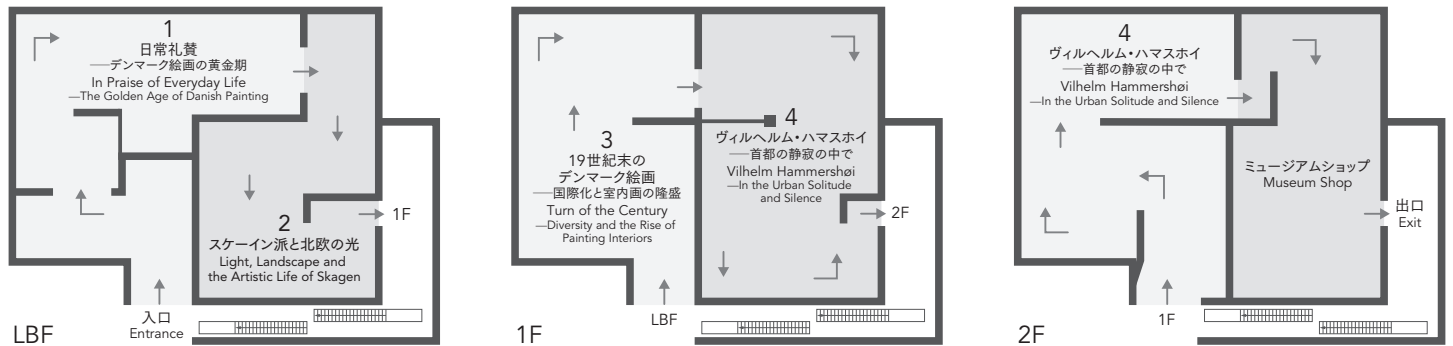 1
日常礼賛
──デンマーク絵画の黄金期
In Praise of Everyday Life
—The Golden Age of Danish Painting
2
スケーイン派と北欧の光
Light, Landscape and
the Artistic Life of Skagen
1F
入口
Entrance
LBF
3
19世紀末の
デンマーク絵画
──国際化と室内画の隆盛
Turn of the Century
—Diversity and the Rise of
Painting Interiors
4
ヴィルヘルム・ハマスホイ
──首都の静寂の中で
Vilhelm Hammershøi
—In the Urban Solitude
and Silence
2F
LBF
1F
4
ヴィルヘルム・ハマスホイ
──首都の静寂の中で
Vilhelm Hammershøi
—In the Urban Solitude and Silence
ミュージアムショップ
Museum Shop
出口
Exit
1F
2F